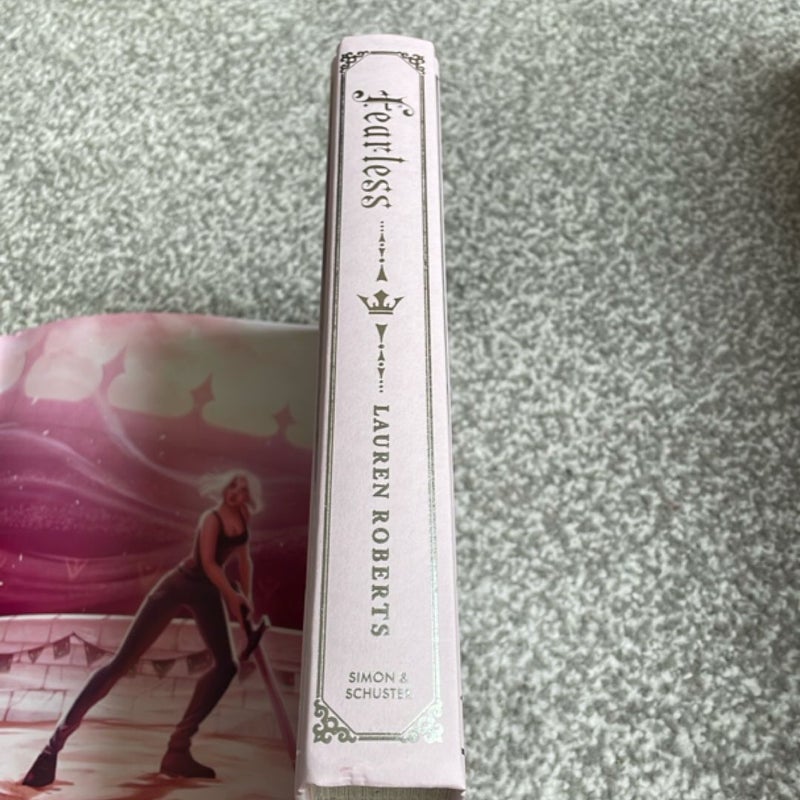 Fearless
LAUREN ROBERTS
SIMON &
SCHUSTER